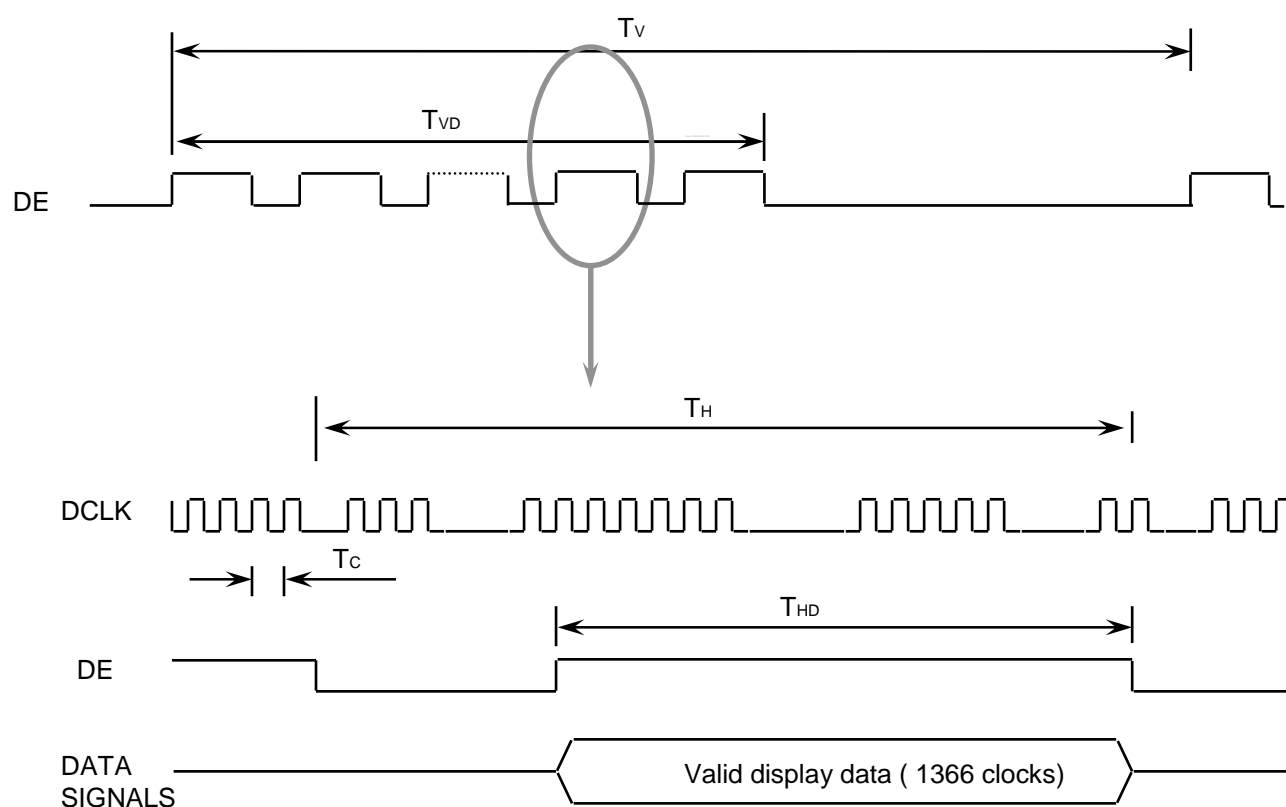 TV
TVD
DE
TH
DCLK
TC
THD
DE
DATA
SIGNALS
Valid display data ( 1366 clocks)